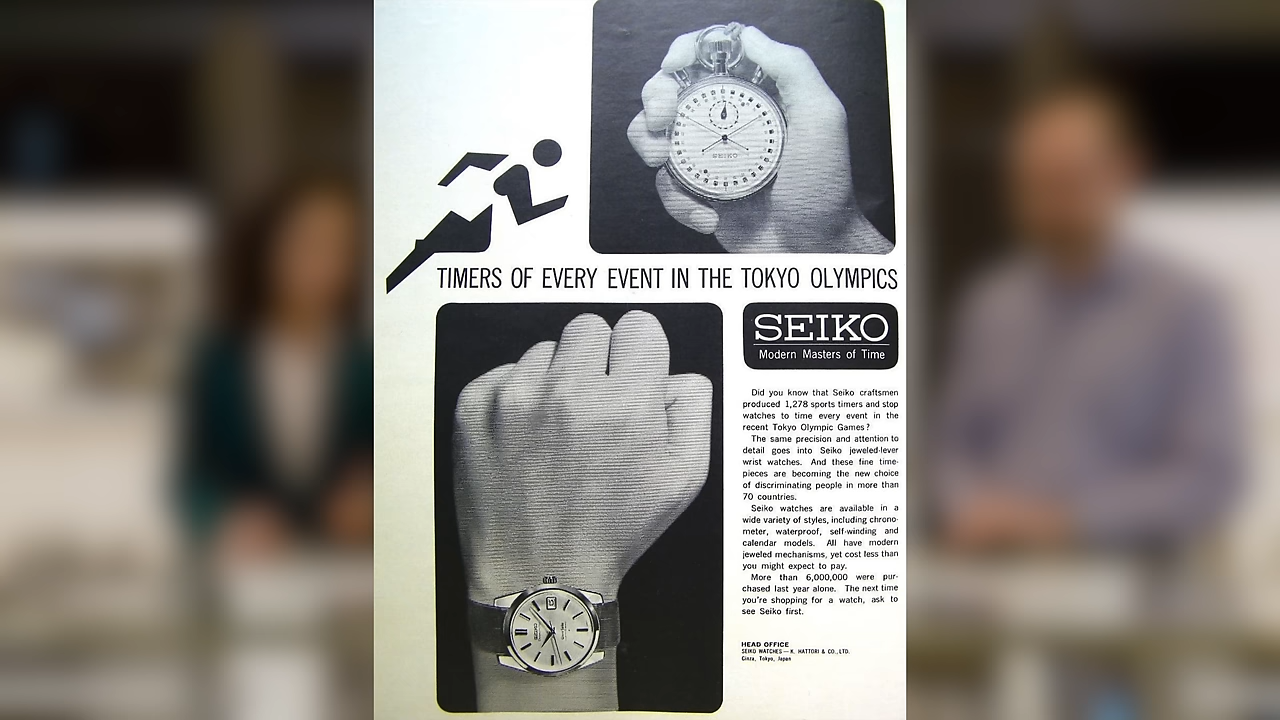 SEIKO
TIMERS OF EVERY EVENT IN THE TOKYO OLYMPICS
SEIKO
Modern Masters of Time
Did you know that Seiko craftsmen
produced 1,278 sports timers and stop
watches to time every event in the
recent Tokyo Olympic Games?
The same precision and attention to
detail goes into Seiko jeweled-lever
wrist watches. And these fine time-
pieces are becoming the new choice
of discriminating people in more than
70 countries.
Seiko watches are available in a
wide variety of styles, including chrono-
meter, waterproof, self-winding and
calendar models. All have modern
jeweled mechanisms, yet cost less than
you might expect to pay.
More than 6,000,000 were pur-
chased last year alone. The next time
you're shopping for a watch, ask to
see Seiko first.
HEAD OFFICE
SEIKO WATCHES — K. HATTORI & CO., LTD.
Ginza, Tokyo, Japan
SEIKO